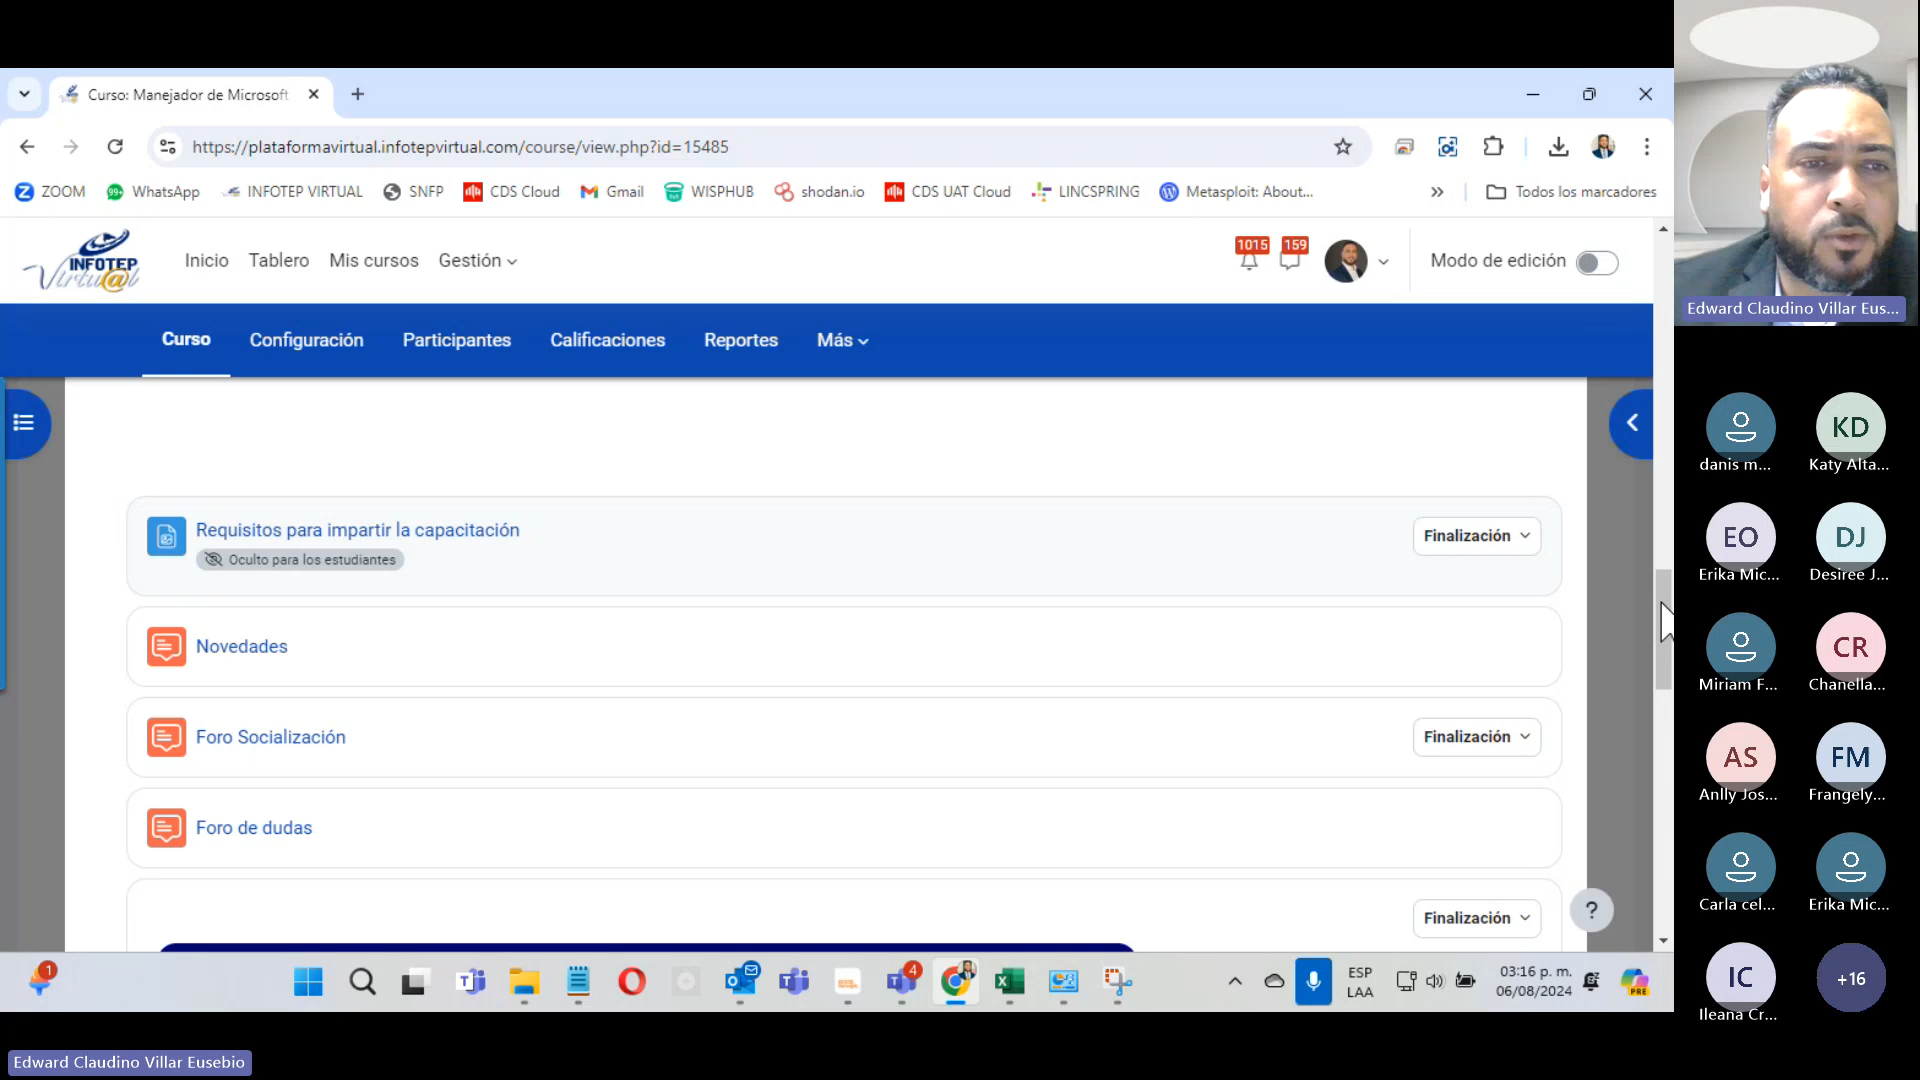 Curso: Manejador de Microsoft
https://plataformavirtual.infotepvirtual.com/course/view.php?id=15485
ZOOM
99+
WhatsApp
INFOTEP VIRTUAL
SNFP
CDS Cloud
Gmail
WISPHUB
shodan.io
CDS UAT Cloud
LINCSPRING
Metasploit: About...
Todos los marcadores
INFOTEP
Virtu@l
Inicio
Tablero
Mis cursos
Gestión
1015
159
Modo de edición
Curso
Configuración
Participantes
Calificaciones
Reportes
Más
Requisitos para impartir la capacitación
Oculto para los estudiantes
Finalización
Novedades
Foro Socialización
Finalización
Foro de dudas
Finalización
?
1
4
ESP
LAA
03:16 p. m.
06/08/2024
PRE
Edward Claudino Villar Eus...
danis m...
KD
Katy Alta...
EO
Erika Mic...
DJ
Desiree J...
Miriam F...
CR
Chanella...
AS
Anlly Jos...
FM
Frangely...
Carla cel...
Erika Mic...
IC
Ileana Cr...
+16
Edward Claudino Villar Eusebio